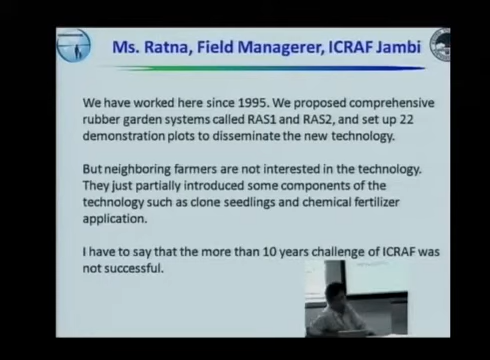 Ms. Ratna, Field Managerer, ICRAF Jambi
We have worked here since 1995. We proposed comprehensive
rubber garden systems called RAS1 and RAS2, and set up 22
demonstration plots to disseminate the new technology.
But neighboring farmers are not interested in the technology.
They just partially introduced some components of the
technology such as clone seedlings and chemical fertilizer
application.
I have to say that the more than 10 years challenge of ICRAF was
not successful.